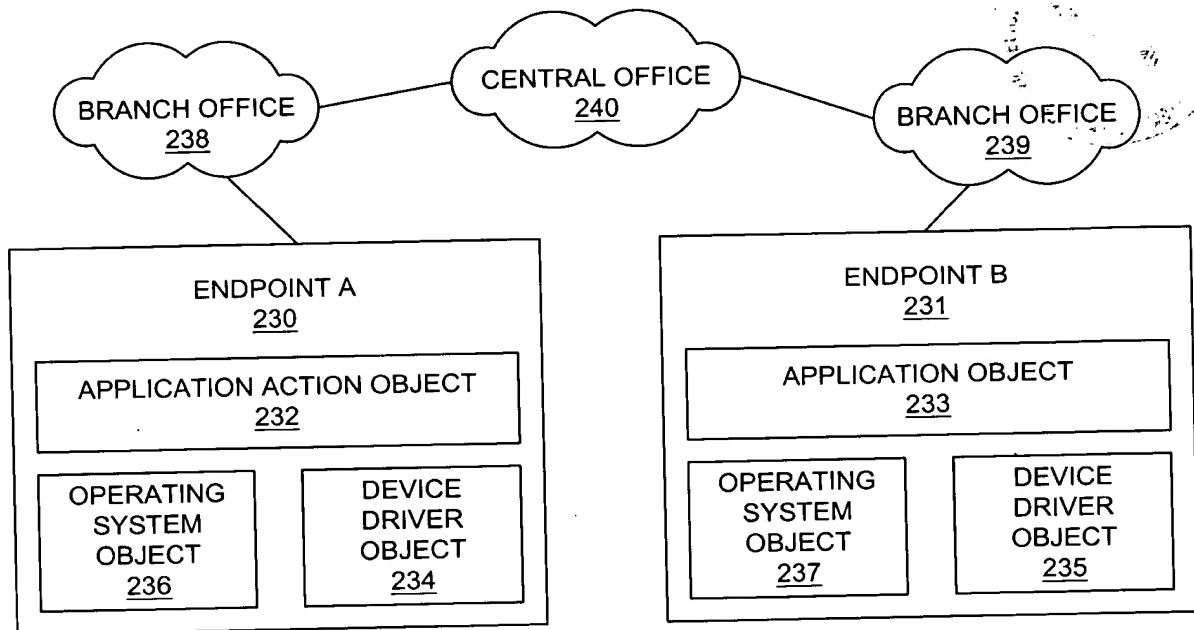 CENTRAL OFFICE
240
BRANCH OFFICE
238
BRANCH OFFICE
239
ENDPOINT A
230
APPLICATION ACTION OBJECT
232
OPERATING
SYSTEM
OBJECT
236
DEVICE
DRIVER
OBJECT
234
ENDPOINT B
231
APPLICATION OBJECT
233
OPERATING
SYSTEM
OBJECT
237
DEVICE
DRIVER
OBJECT
235